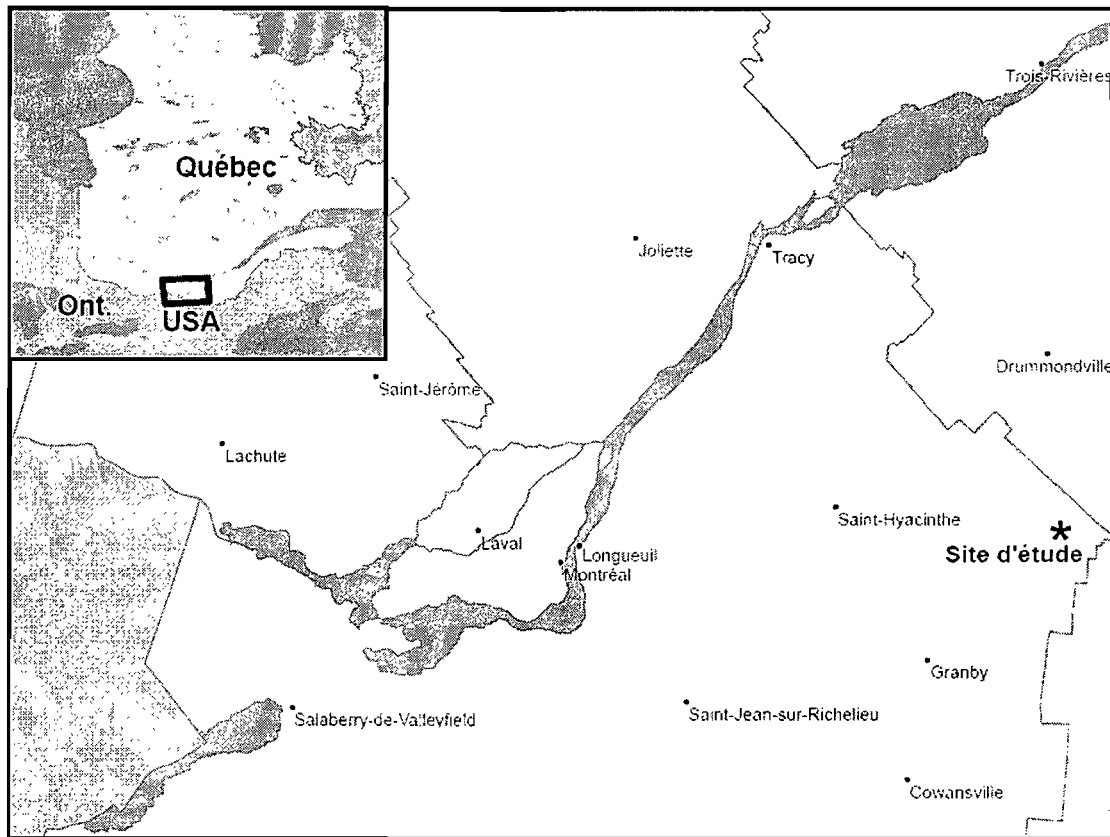 Québec
Ont.
USA
Trois-Rivières
Joliette
Tracy
Drummondville
Saint-Jérôme
Lachute
Saint-Hyacinthe
*
Site d'étude
Laval
Longueuil
Montréal
Granby
Salaberry-de-Valleyfield
Saint-Jean-sur-Richelieu
Cowansville